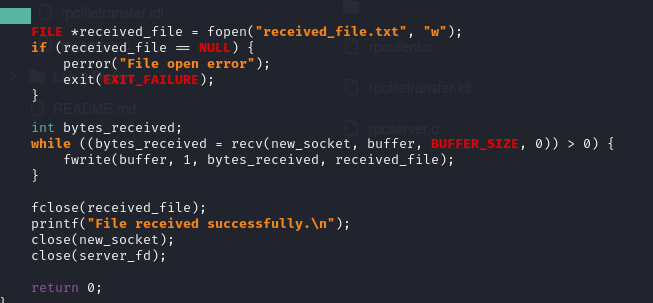 rpcfiletransfer.idl
FILE *received_file = fopen("received_file.txt", "w");
if (received_file == NULL) {
    perror("File open error");
    exit(EXIT_FAILURE);
}
rpcclient.c
rpcfiletransfer.idl
README.md
rpcserver.c
int bytes_received;
while ((bytes_received = recv(new_socket, buffer, BUFFER_SIZE, 0)) > 0) {
    fwrite(buffer, 1, bytes_received, received_file);
}
fclose(received_file);
printf("File received successfully.\n");
close(new_socket);
close(server_fd);
return 0;
}